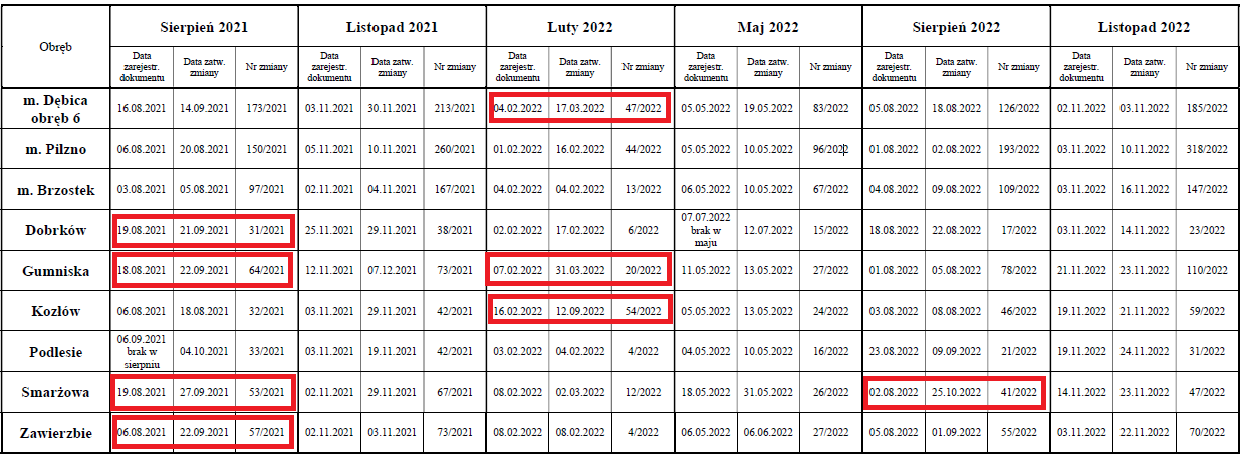 Obręb Sierpień 2021 Listopad 2021 Luty 2022 Maj 2022 Sierpień 2022 Listopad 2022
Data zarejestr. dokumentu Data zatw. zmiany Nr zmiany Data zarejestr. dokumentu Data zatw. zmiany Nr zmiany Data zarejestr. dokumentu Data zatw. zmiany Nr zmiany Data zarejestr. dokumentu Data zatw. zmiany Nr zmiany Data zarejestr. dokumentu Data zatw. zmiany Nr zmiany Data zarejestr. dokumentu Data zatw. zmiany Nr zmiany
m. Dębica obręb 6 16.08.2021 14.09.2021 173/2021 03.11.2021 30.11.2021 213/2021 04.02.2022 17.03.2022 47/2022 05.05.2022 19.05.2022 83/2022 05.08.2022 18.08.2022 126/2022 02.11.2022 03.11.2022 185/2022
m. Pilzno 06.08.2021 20.08.2021 150/2021 05.11.2021 10.11.2021 260/2021 01.02.2022 16.02.2022 44/2022 05.05.2022 10.05.2022 96/2022 01.08.2022 02.08.2022 193/2022 03.11.2022 10.11.2022 318/2022
m. Brzostek 03.08.2021 05.08.2021 97/2021 02.11.2021 04.11.2021 167/2021 04.02.2022 04.02.2022 13/2022 06.05.2022 10.05.2022 67/2022 04.08.2022 09.08.2022 109/2022 03.11.2022 16.11.2022 147/2022
Dobrków 19.08.2021 21.09.2021 31/2021 25.11.2021 29.11.2021 38/2021 02.02.2022 17.02.2022 6/2022 07.07.2022 brak w maju 12.07.2022 15/2022 18.08.2022 22.08.2022 17/2022 03.11.2022 14.11.2022 23/2022
Gumniska 18.08.2021 22.09.2021 64/2021 12.11.2021 07.12.2021 73/2021 07.02.2022 31.03.2022 20/2022 11.05.2022 13.05.2022 27/2022 01.08.2022 05.08.2022 78/2022 21.11.2022 23.11.2022 110/2022
Kozłów 06.08.2021 18.08.2021 32/2021 03.11.2021 29.11.2021 42/2021 16.02.2022 12.09.2022 54/2022 05.05.2022 13.05.2022 24/2022 03.08.2022 08.08.2022 46/2022 19.11.2022 21.11.2022 59/2022
Podlesie 06.09.2021 brak w sierpniu 04.10.2021 33/2021 03.11.2021 19.11.2021 42/2021 03.02.2022 04.02.2022 4/2022 04.05.2022 10.05.2022 16/2022 23.08.2022 09.09.2022 21/2022 19.11.2022 24.11.2022 31/2022
Smarżowa 19.08.2021 27.09.2021 53/2021 02.11.2021 29.11.2021 67/2021 08.02.2022 02.03.2022 12/2022 18.05.2022 31.05.2022 26/2022 02.08.2022 25.10.2022 41/2022 14.11.2022 23.11.2022 47/2022
Zawierzbie 06.08.2021 22.09.2021 57/2021 02.11.2021 03.11.2021 73/2021 08.02.2022 08.02.2022 4/2022 06.05.2022 06.06.2022 27/2022 05.08.2022 01.09.2022 55/2022 03.11.2022 22.11.2022 70/2022